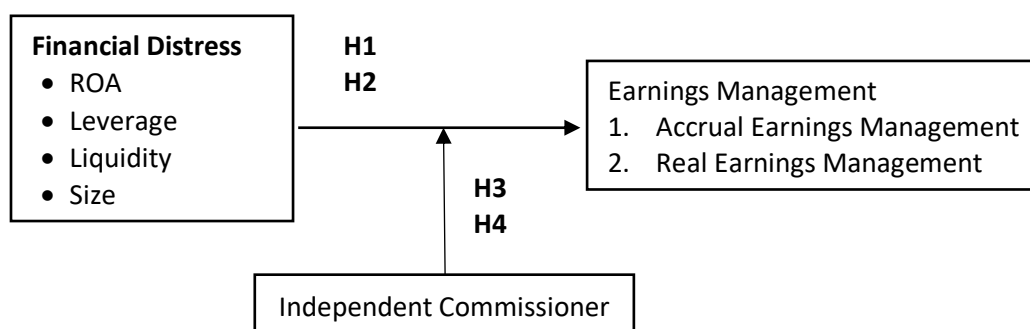 Financial Distress
• ROA
• Leverage
• Liquidity
• Size
H1
H2
Earnings Management
1. Accrual Earnings Management
2. Real Earnings Management
H3
H4
Independent Commissioner